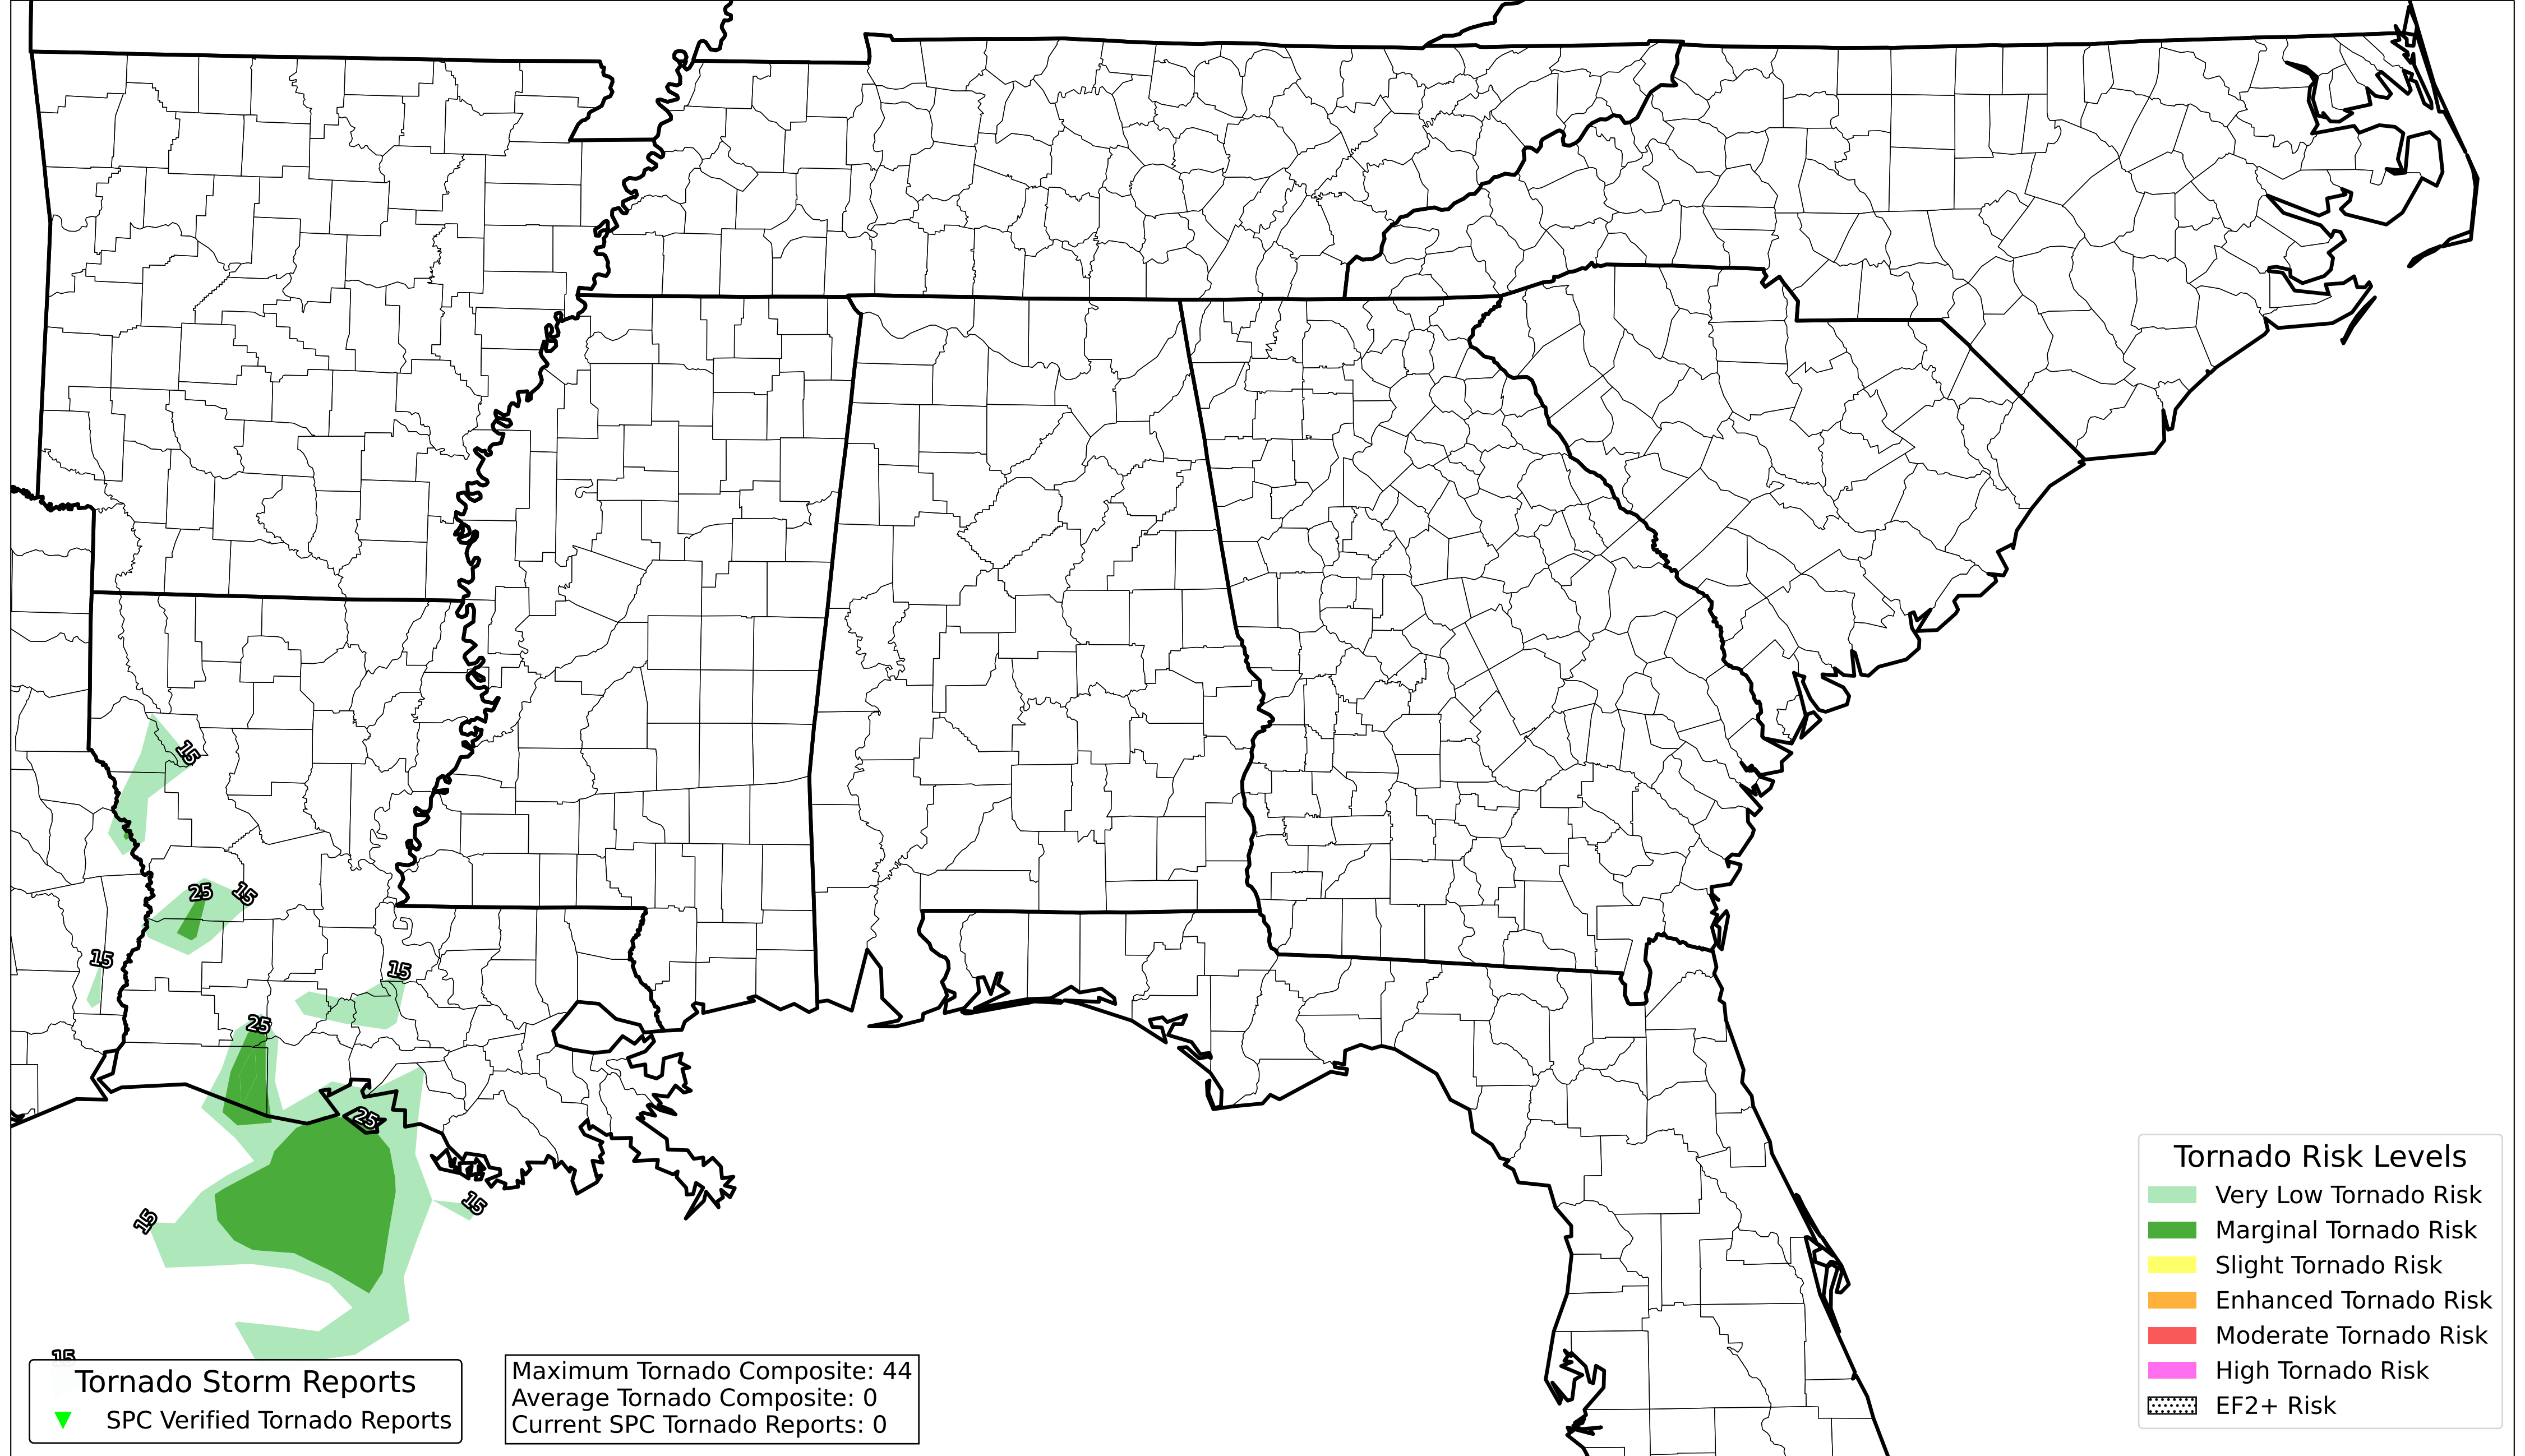 15
25
15
15
15
25
25
15
15
15
Tornado Storm Reports
SPC Verified Tornado Reports
Maximum Tornado Composite: 44
Average Tornado Composite: 0
Current SPC Tornado Reports: 0
Tornado Risk Levels
Very Low Tornado Risk
Marginal Tornado Risk
Slight Tornado Risk
Enhanced Tornado Risk
Moderate Tornado Risk
High Tornado Risk
EF2+ Risk